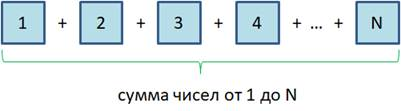 1 + 2 + 3 + 4 + ... + N
сумма чисел от 1 до N